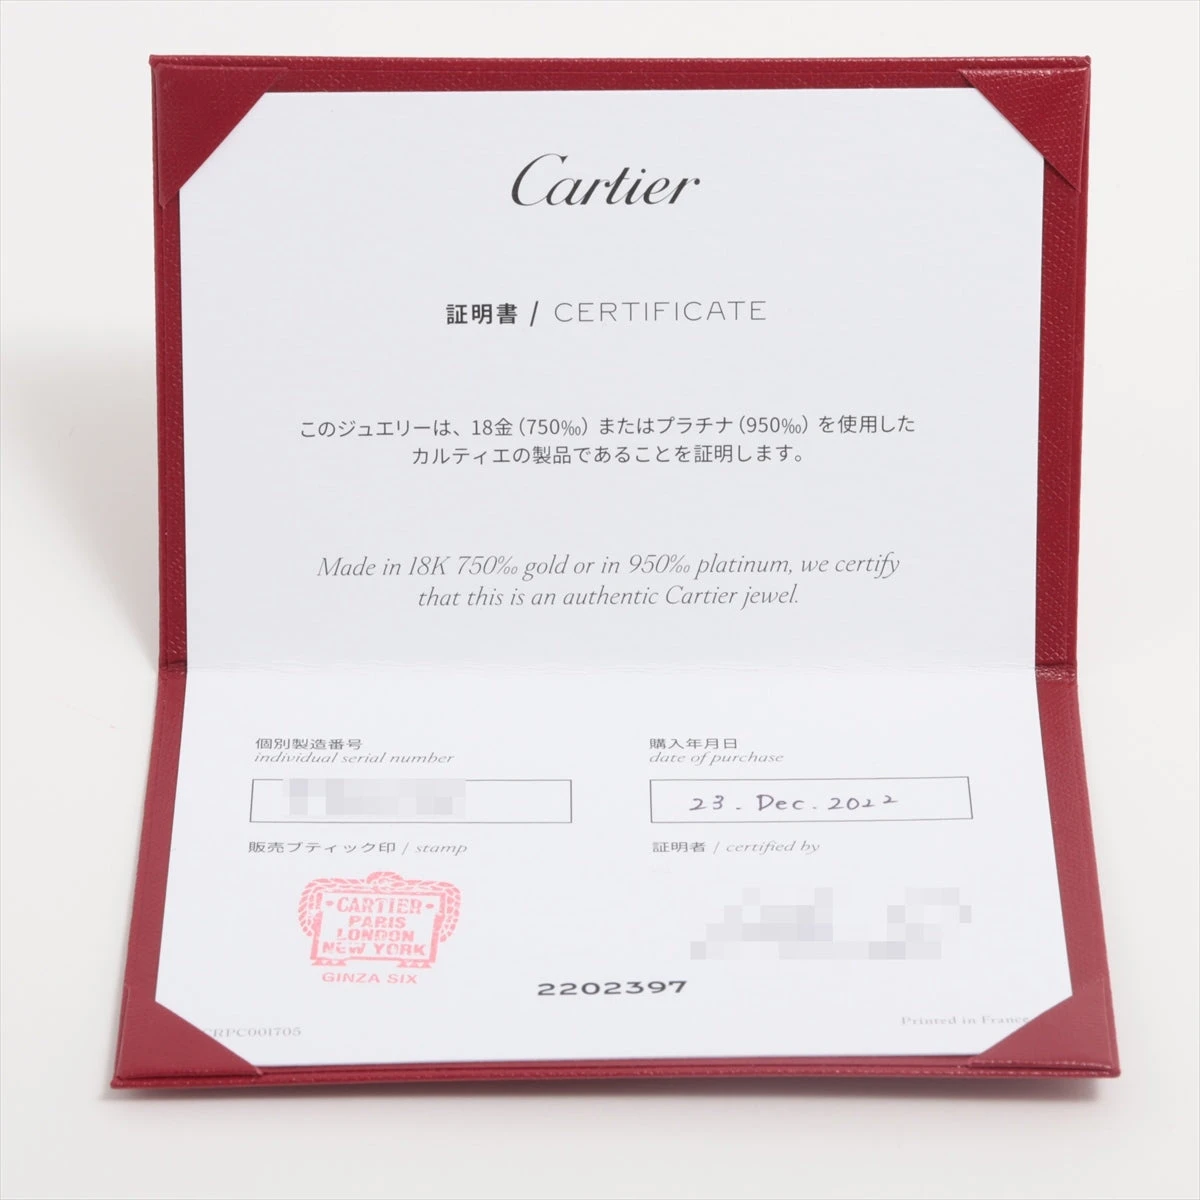 Cartier
証明書 / CERTIFICATE
このジュエリーは、18金（750‰）またはプラチナ（950‰）を使用した
カルティエの製品であることを証明します。
Made in 18K 750‰ gold or in 950‰ platinum, we certify
that this is an authentic Cartier jewel.
個別製造番号
individual serial number
購入年月日
date of purchase
23. Dec. 2022
販売ブティック印 / stamp
証明者 / certified by
・CARTIER・
PARIS
LONDON
NEW YORK
GINZA SIX
2202397
CRPC001705
Printed in France